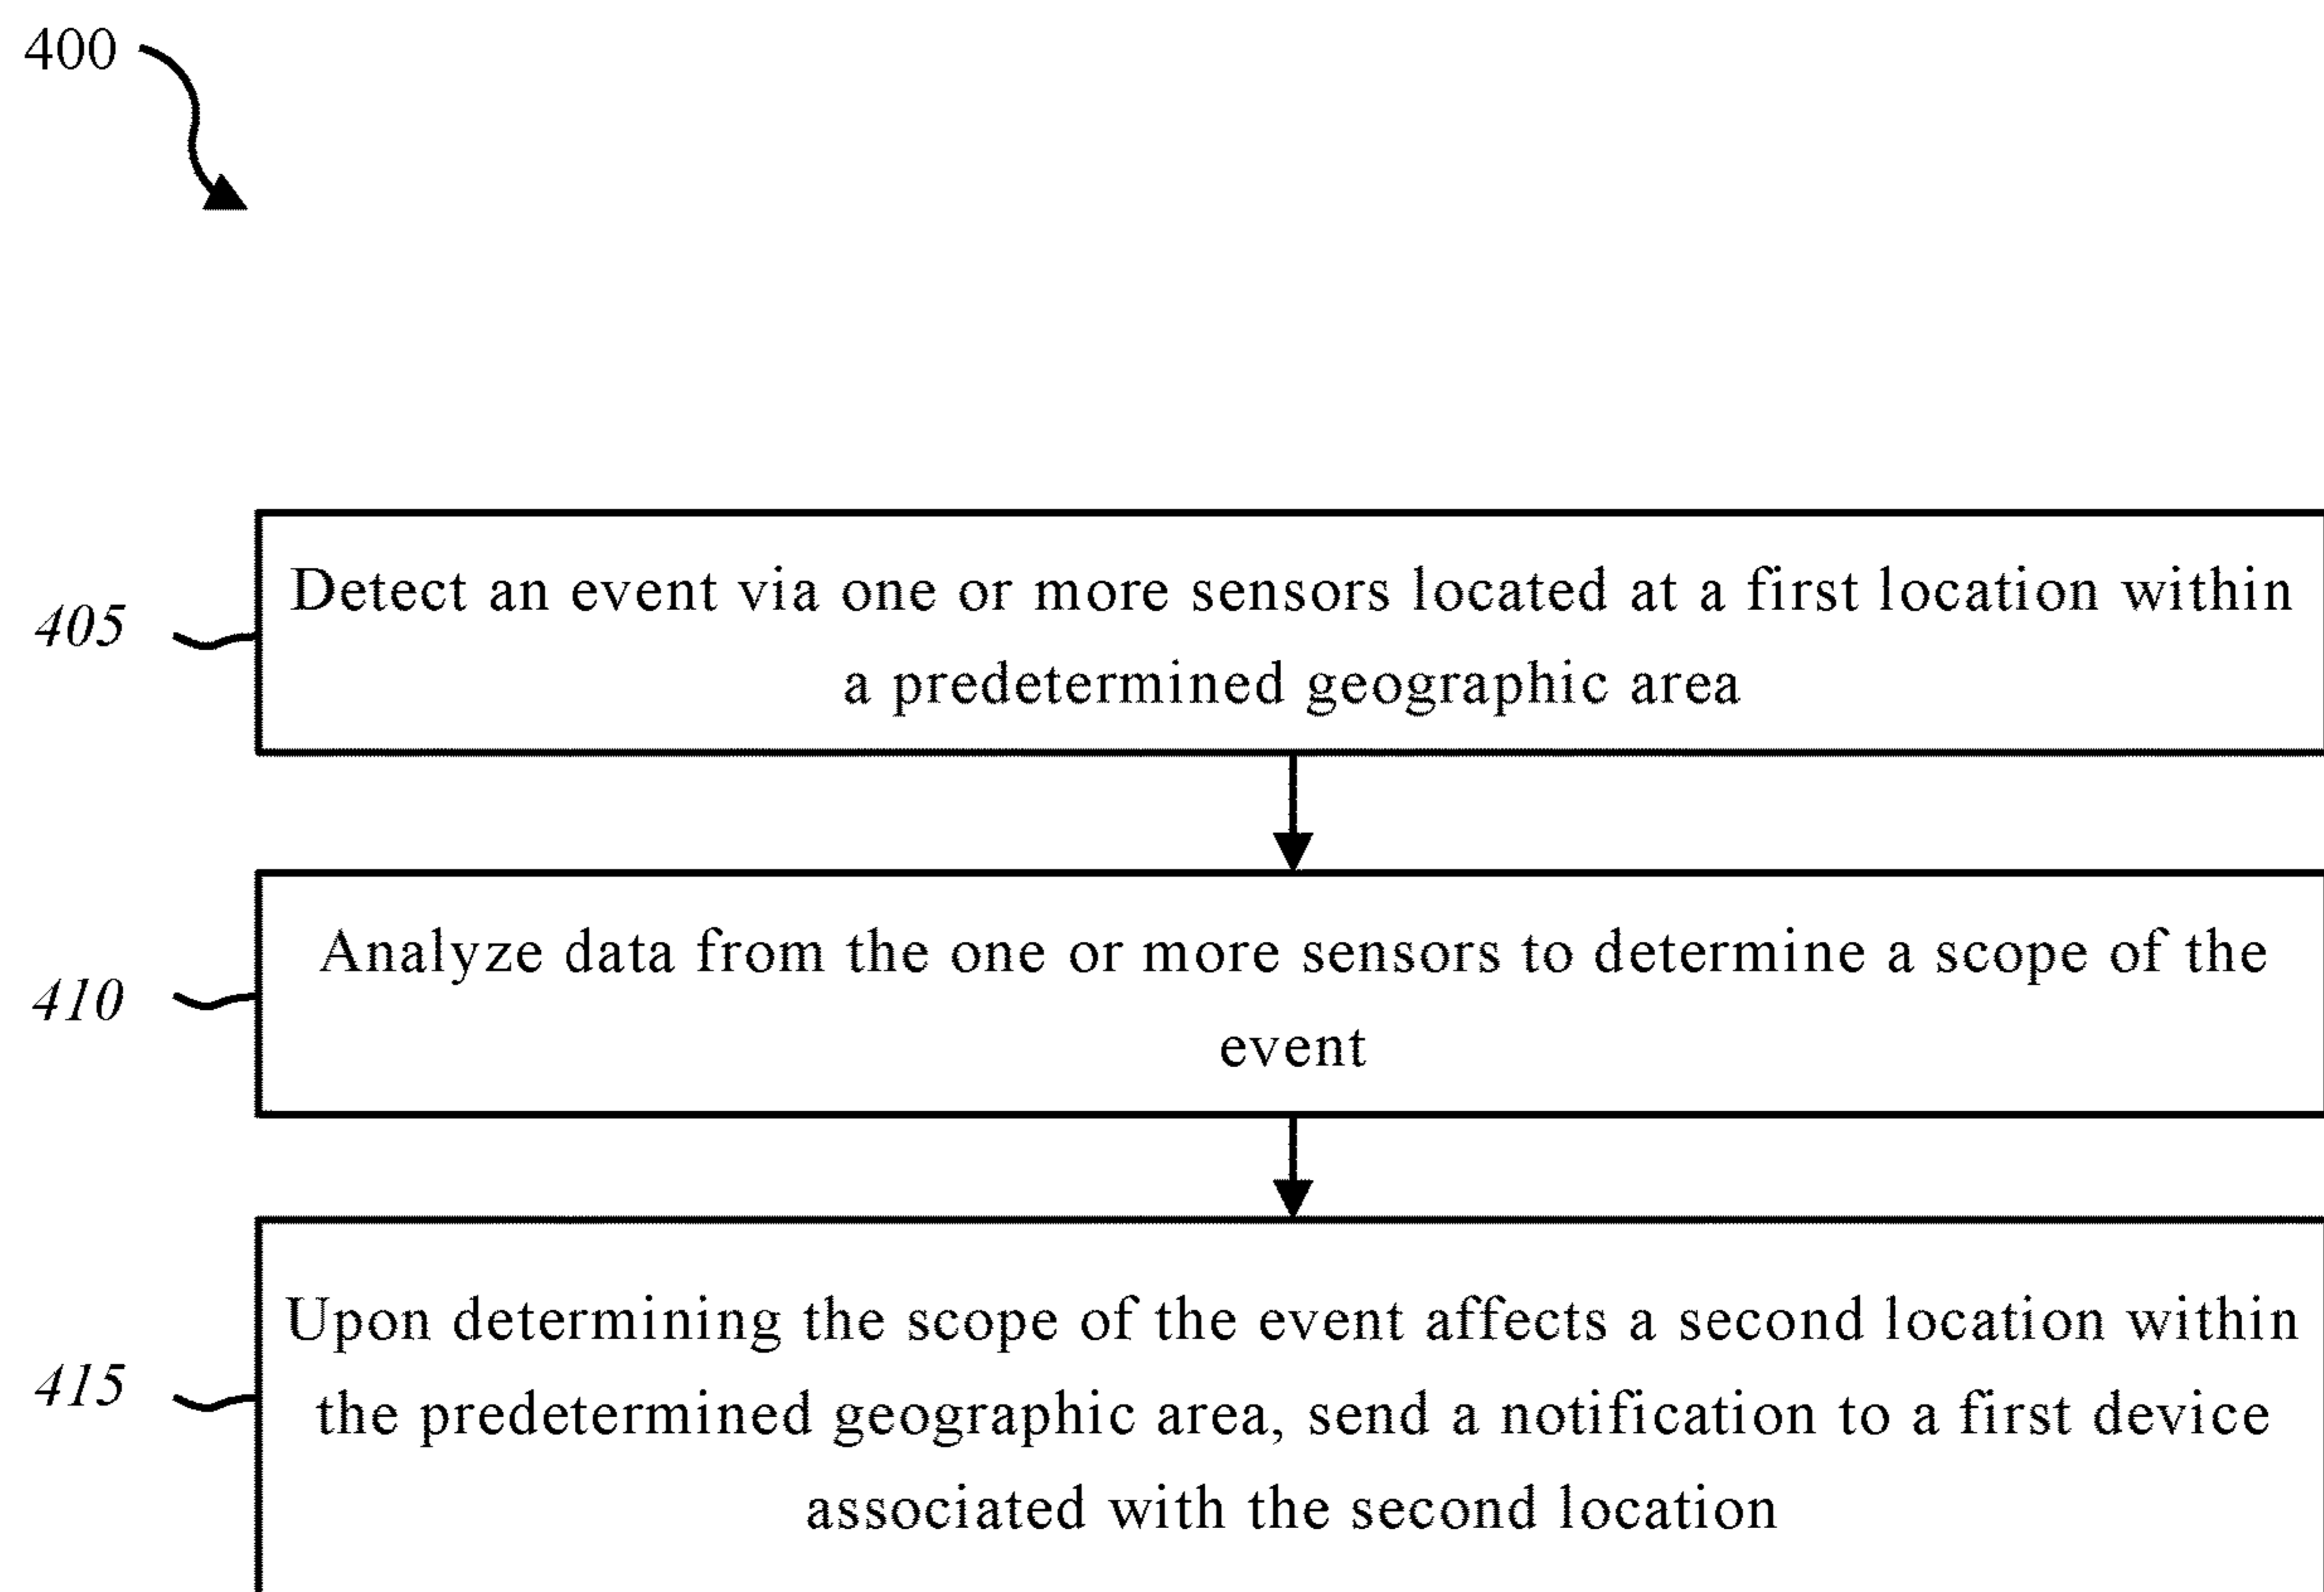 400
405
Detect an event via one or more sensors located at a first location within
a predetermined geographic area
410
Analyze data from the one or more sensors to determine a scope of the
event
415
Upon determining the scope of the event affects a second location within
the predetermined geographic area, send a notification to a first device
associated with the second location